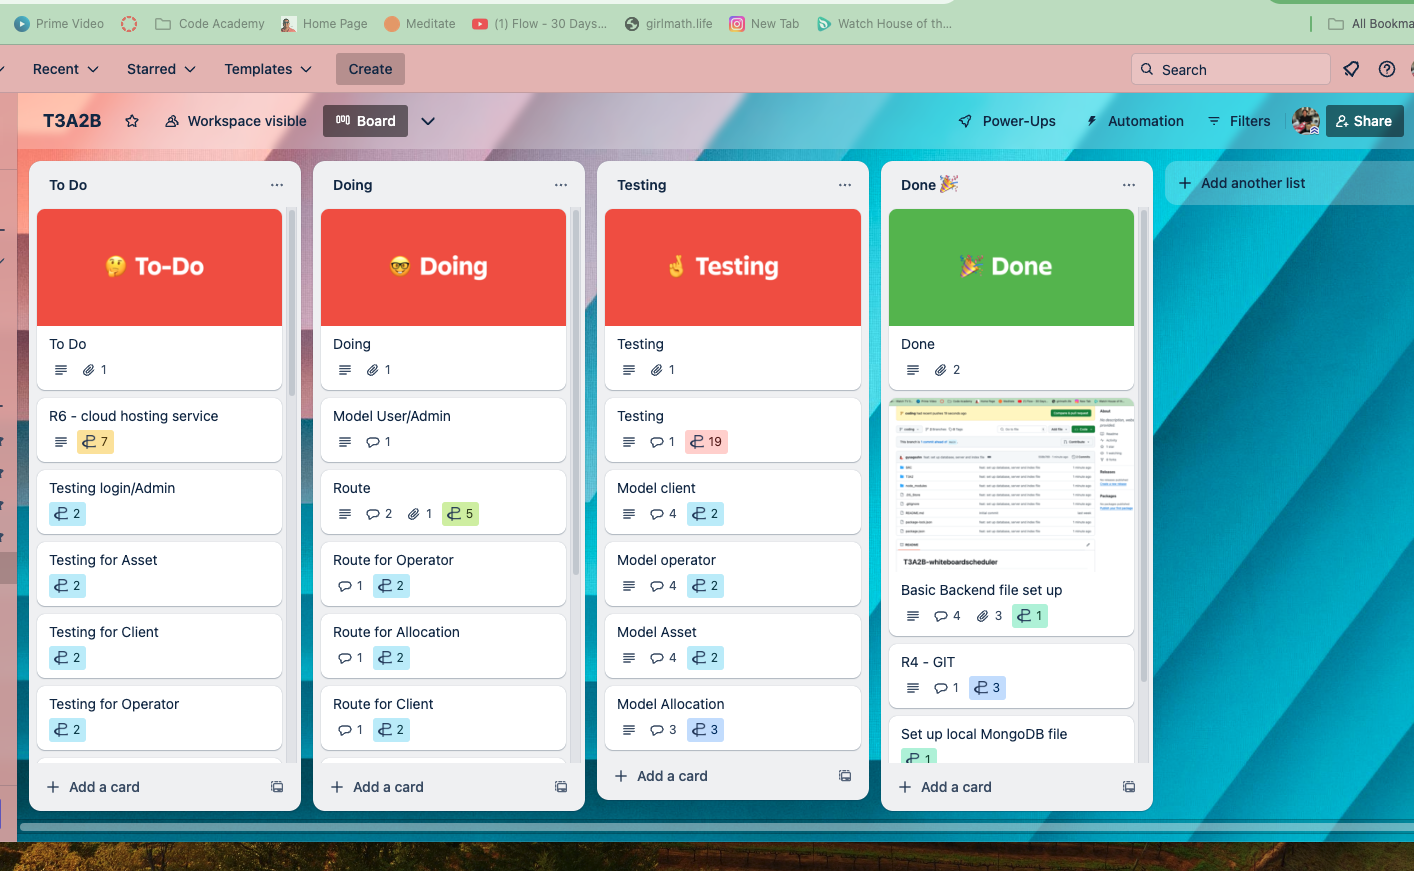 Prime Video
Code Academy
Home Page
Meditate
(1) Flow - 30 Days...
girlmath.life
New Tab
Watch House of th...
All Bookma
Recent
Starred
Templates
Create
Search
T3A2B
Workspace visible
Board
Power-Ups
Automation
Filters
Share
To Do
🤔 To-Do
To Do
1
R6 - cloud hosting service
7
Testing login/Admin
2
Testing for Asset
2
Testing for Client
2
Testing for Operator
2
+ Add a card
Doing
🤓 Doing
Doing
1
Model User/Admin
1
Route
2 1 5
Route for Operator
1 2
Route for Allocation
1 2
Route for Client
1 2
+ Add a card
Testing
🤞 Testing
Testing
1
Testing
1 19
Model client
4 2
Model operator
4 2
Model Asset
4 2
Model Allocation
3 3
+ Add a card
Done 🎉
🎉 Done
Done
2
T3A2B-whiteboardscheduler
Basic Backend file set up
4 3 1
R4 - GIT
1 3
Set up local MongoDB file
1
+ Add a card
+ Add another list